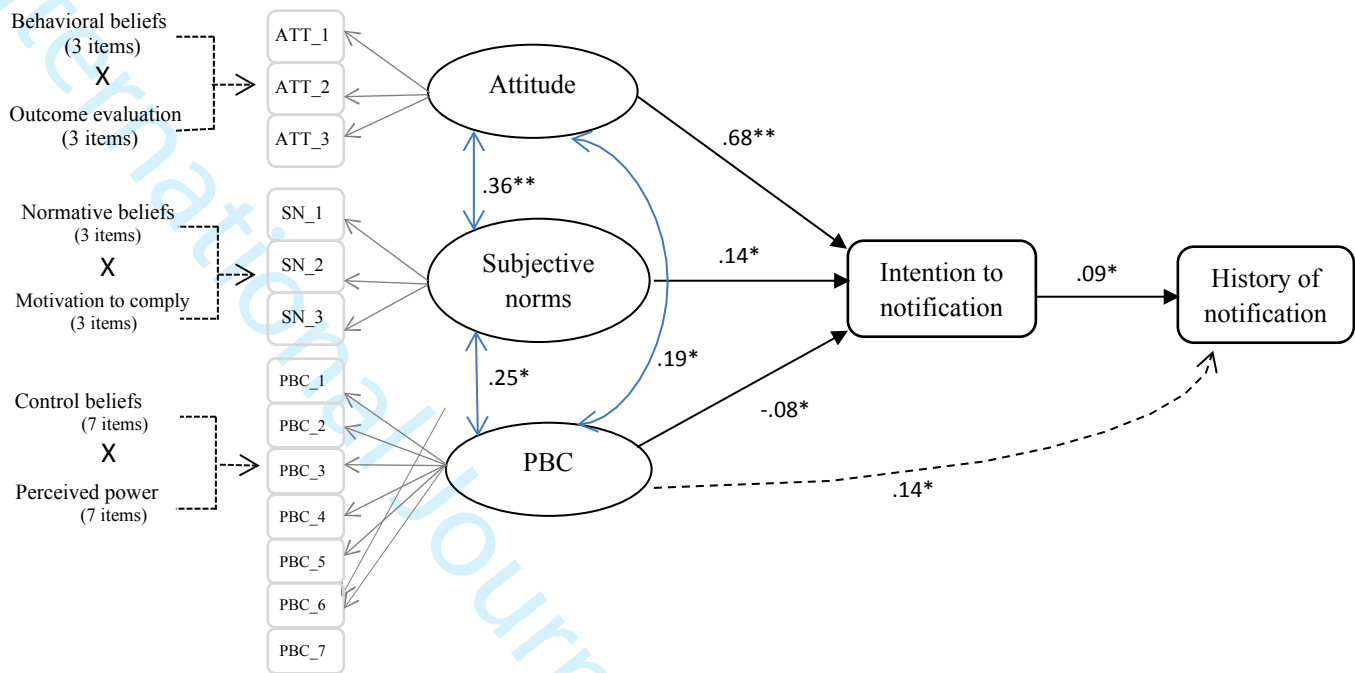 Behavioral beliefs
(3 items)
X
Outcome evaluation
(3 items)
ATT_1
ATT_2
ATT_3
Attitude
.68**
.36**
Normative beliefs
(3 items)
X
Motivation to comply
(3 items)
SN_1
SN_2
SN_3
Subjective
norms
.14*
Intention to
notification
.09*
History of
notification
.25*
.19*
-.08*
Control beliefs
(7 items)
X
Perceived power
(7 items)
PBC_1
PBC_2
PBC_3
PBC_4
PBC_5
PBC_6
PBC_7
PBC
.14*
ternational Journ